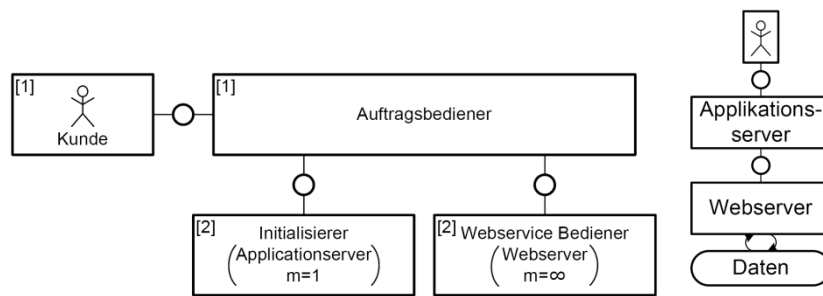 [1]
Kunde
[1]
Auftragsbediener
[2]
Initialisierer
(Applicationserver
m=1)
[2]
Webservice Bediener
(Webserver
m=∞)
Applikations-
server
Webserver
Daten